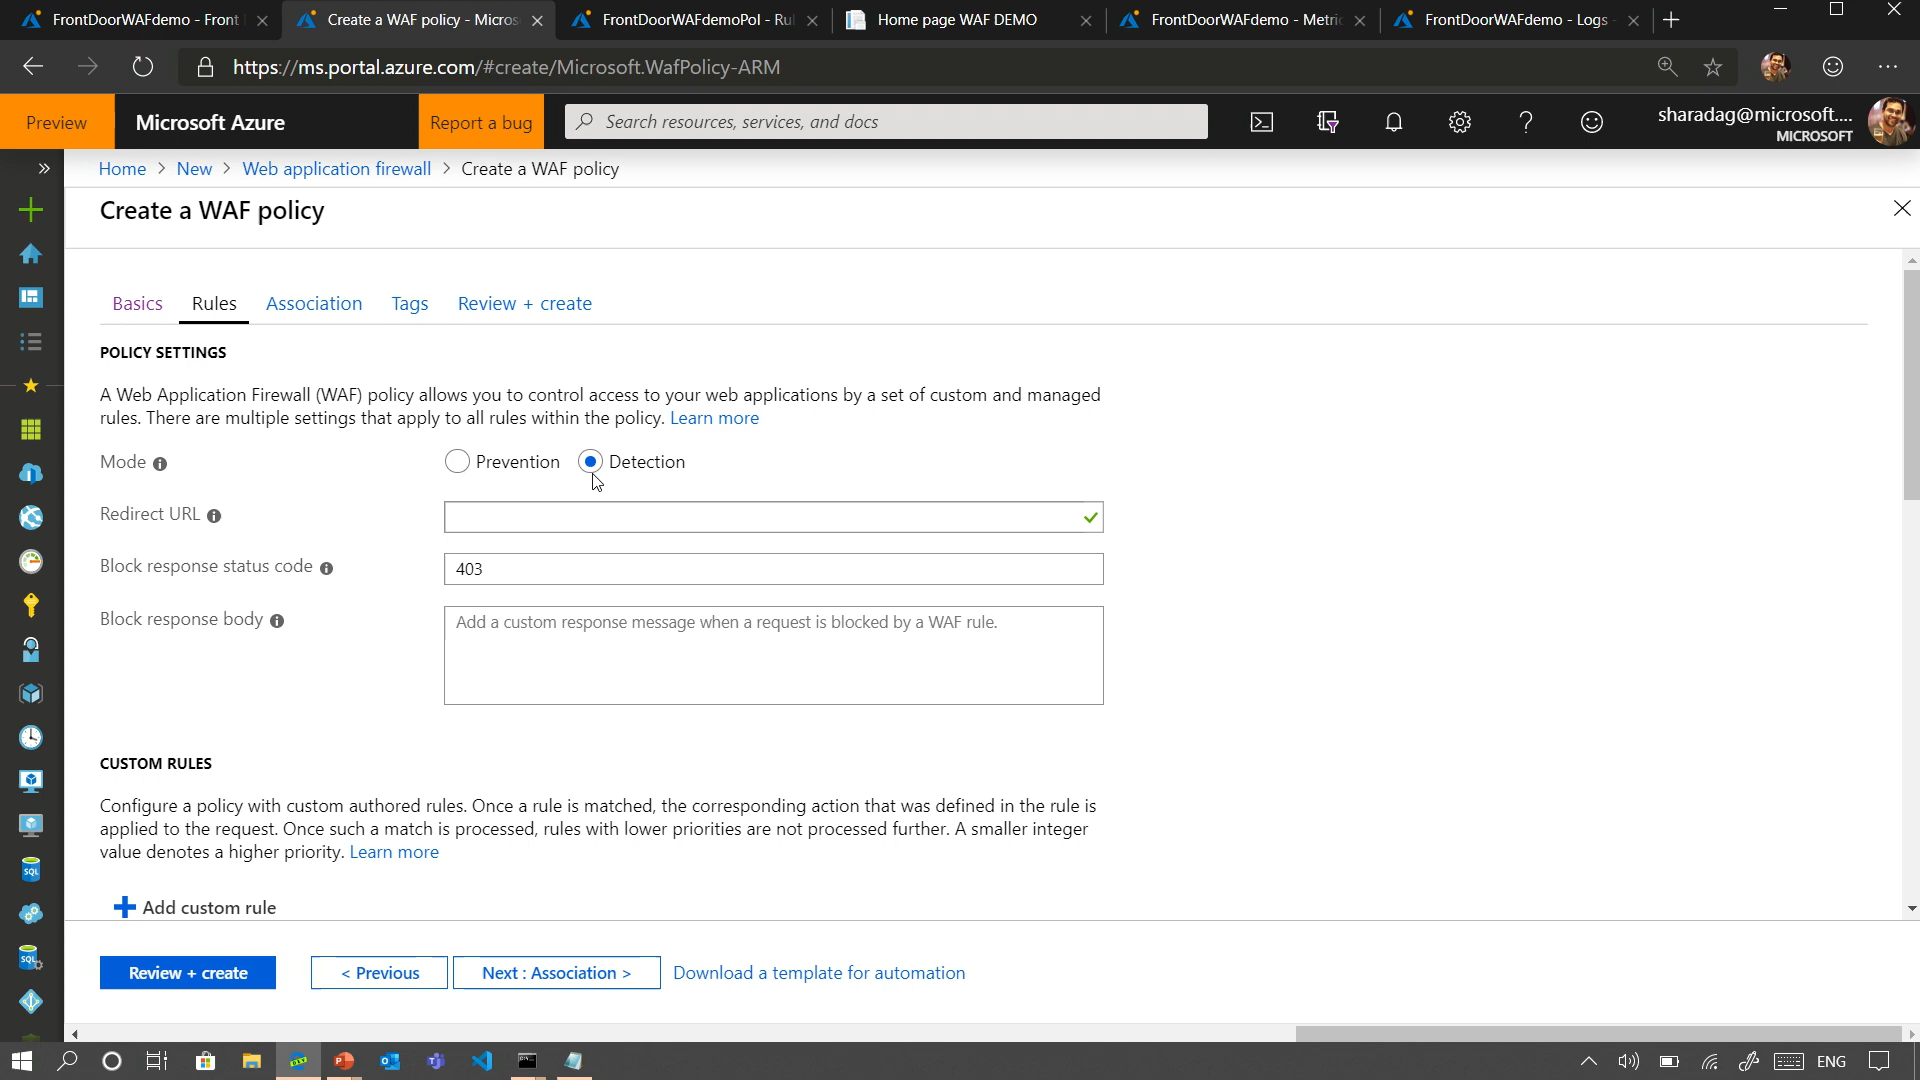 FrontDoorWAFdemo - Front
Create a WAF policy - Micros
FrontDoorWAFdemoPol - Ru
Home page WAF DEMO
FrontDoorWAFdemo - Metri
FrontDoorWAFdemo - Logs
https://ms.portal.azure.com/#create/Microsoft.WafPolicy-ARM
Preview
Microsoft Azure
Report a bug
Search resources, services, and docs
sharadag@microsoft....
MICROSOFT
Home > New > Web application firewall > Create a WAF policy
Create a WAF policy
Basics Rules Association Tags Review + create
POLICY SETTINGS
A Web Application Firewall (WAF) policy allows you to control access to your web applications by a set of custom and managed
rules. There are multiple settings that apply to all rules within the policy. Learn more
Mode
Prevention
Detection
Redirect URL
Block response status code
403
Block response body
Add a custom response message when a request is blocked by a WAF rule.
CUSTOM RULES
Configure a policy with custom authored rules. Once a rule is matched, the corresponding action that was defined in the rule is
applied to the request. Once such a match is processed, rules with lower priorities are not processed further. A smaller integer
value denotes a higher priority. Learn more
Add custom rule
Review + create
< Previous
Next : Association >
Download a template for automation
SQL
SQL
ENG